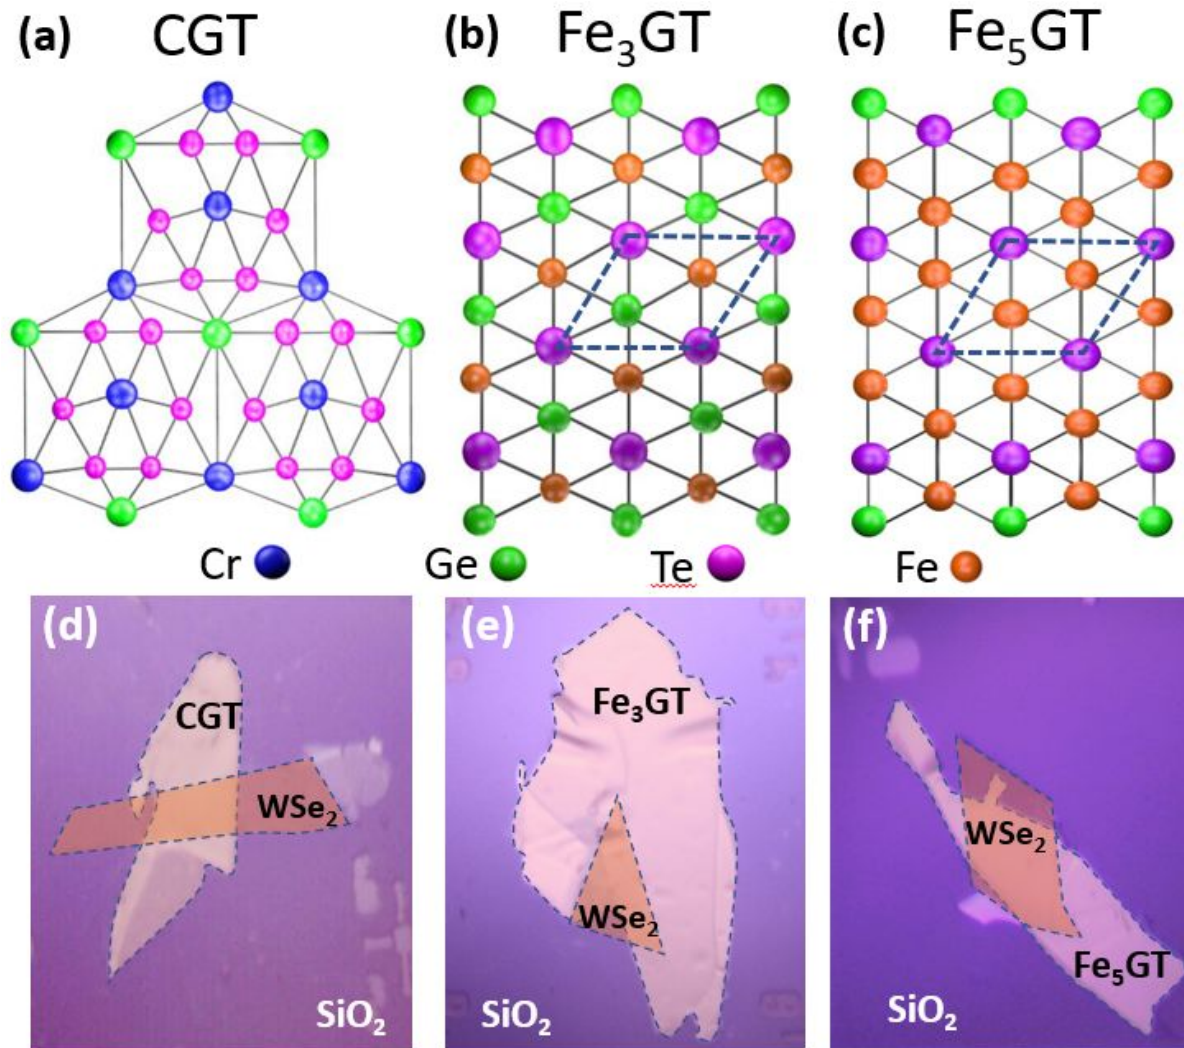 (a) CGT (b) Fe₃GT (c) Fe₅GT
Cr Ge Te Fe
(d) (e) (f)
CGT
WSe₂
SiO₂
Fe₃GT
WSe₂
SiO₂
WSe₂
Fe₅GT
SiO₂